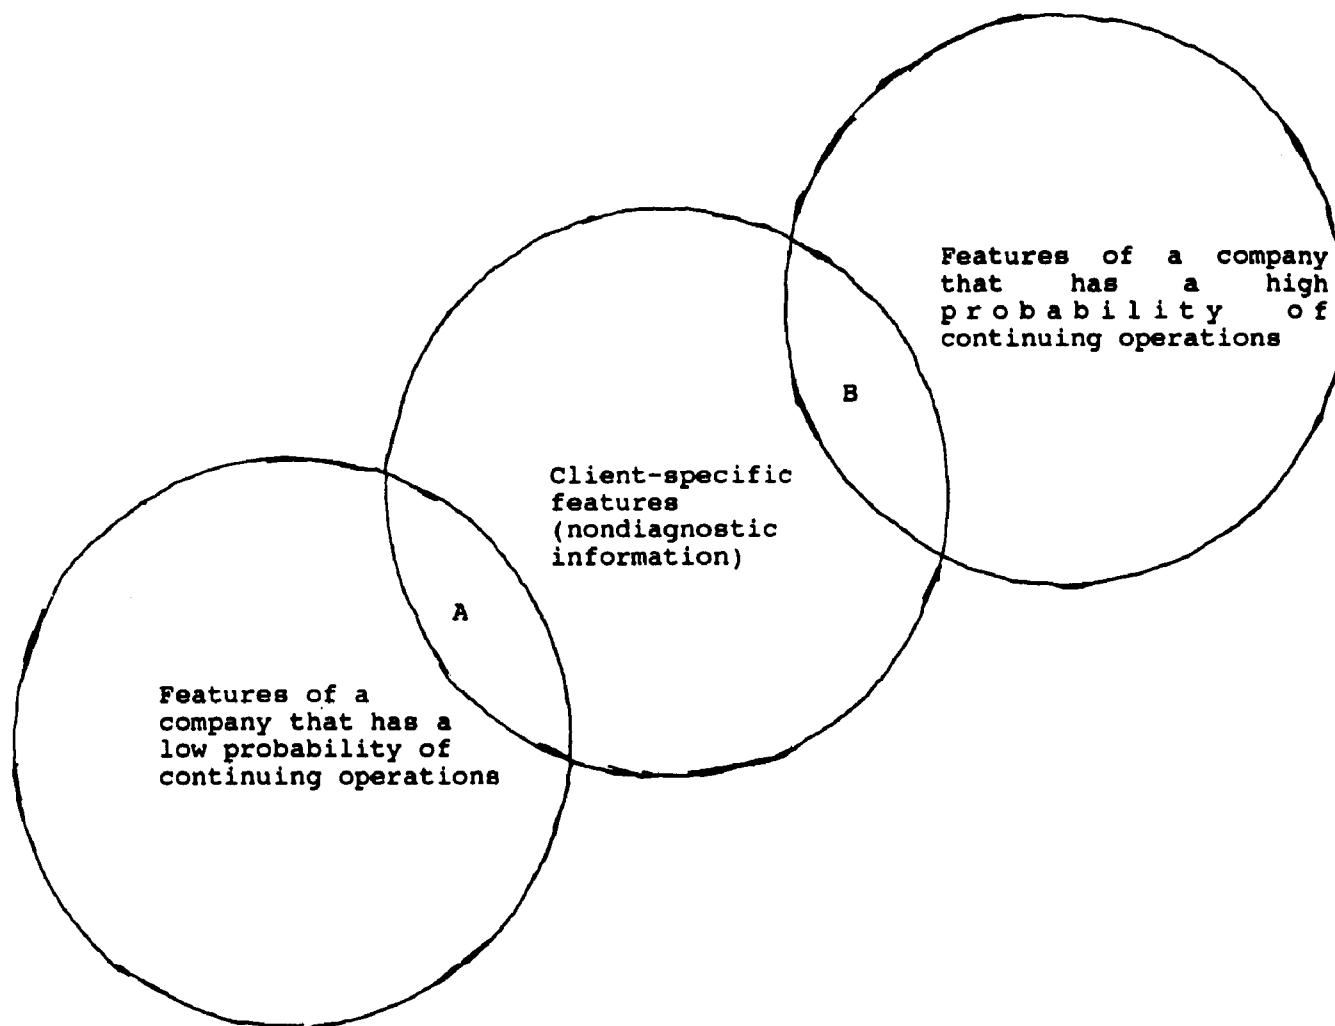 Features of a company
that has a high
probability of
continuing operations
B
Client-specific
features
(nondiagnostic
information)
A
Features of a
company that has a
low probability of
continuing operations